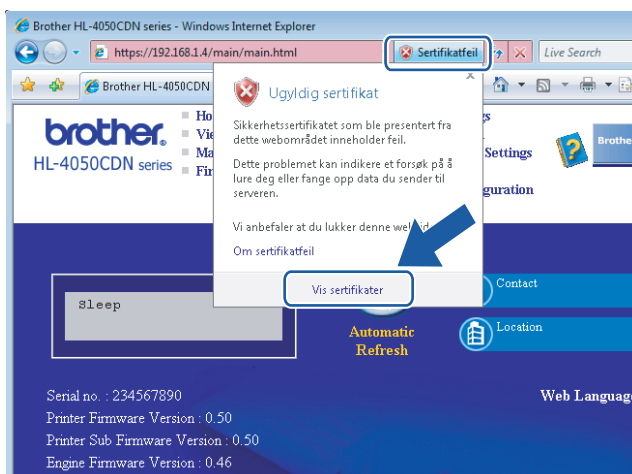 Brother HL-4050CDN series - Windows Internet Explorer
https://192.168.1.4/main/main.html
Sertifikatfeil
Live Search
Brother HL-4050CDN
Ugyldig sertifikat
X
Sikkerhetssertifikatet som ble presentert fra
dette webområdet inneholder feil.
Dette problemet kan indikere et forsøk på å
lure deg eller fange opp data du sender til
serveren.
Vi anbefaler at du lukker denne
Om sertifikatfeil
Vis sertifikater
brother.
HL-4050CDN series
Settings
Brothe
Sleep
Automatic
Refresh
Contact
Location
Serial no. : 234567890
Printer Firmware Version : 0.50
Printer Sub Firmware Version : 0.50
Engine Firmware Version : 0.46
Web Language